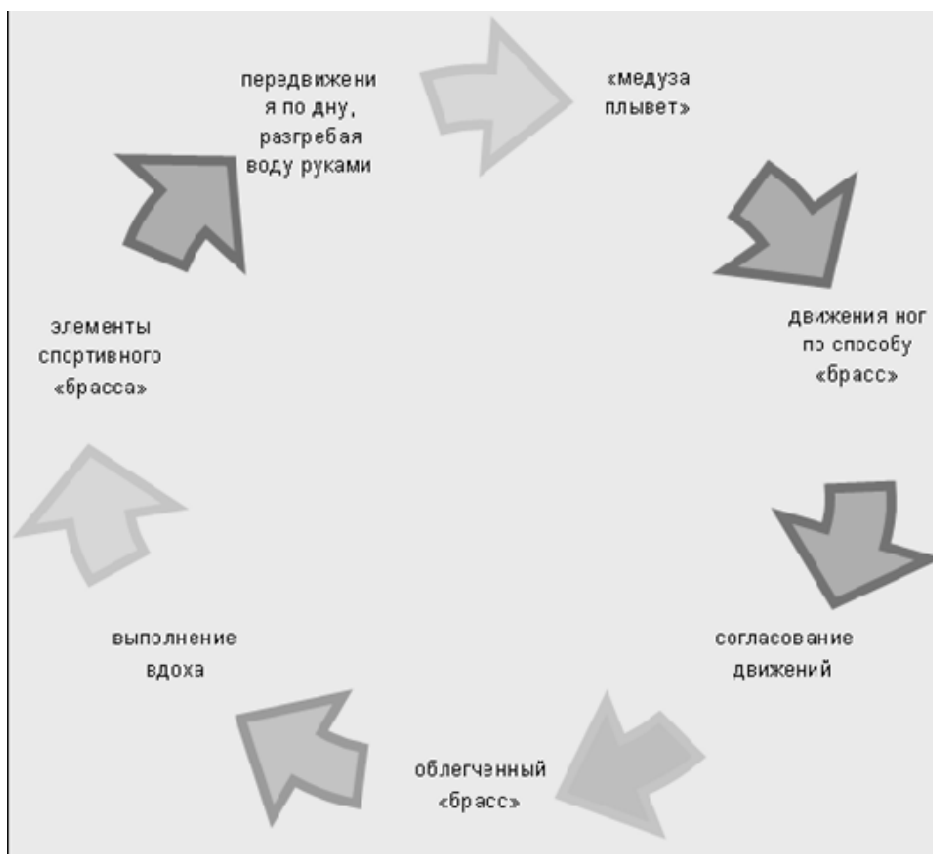 передвижени
я по дну,
разгребая
воду руками
«медуза
плывет»
движения ног
по способу
«брасс»
согласование
движений
облегченный
«брасс»
выполнение
вдоха
элементы
спортивного
«брасса»